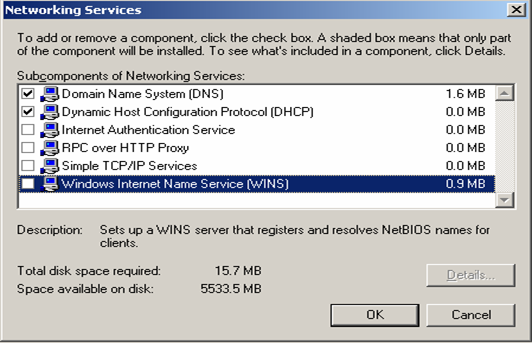 Networking Services
To add or remove a component, click the check box. A shaded box means that only part
of the component will be installed. To see what's included in a component, click Details.
Subcomponents of Networking Services:
Domain Name System (DNS) 1.6 MB
Dynamic Host Configuration Protocol (DHCP) 0.0 MB
Internet Authentication Service 0.0 MB
RPC over HTTP Proxy 0.0 MB
Simple TCP/IP Services 0.0 MB
Windows Internet Name Service (WINS) 0.9 MB
Description: Sets up a WINS server that registers and resolves NetBIOS names for
clients.
Total disk space required: 15.7 MB
Space available on disk: 5533.5 MB
Details...
OK Cancel